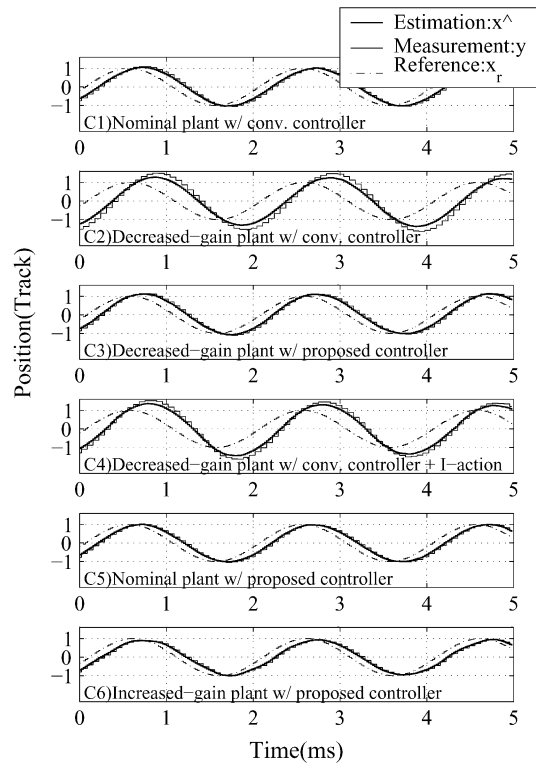 Estimation:x^
Measurement:y
Reference:x_r
1
0
−1
C1)Nominal plant w/ conv. controller
0 1 2 3 4 5
1
0
−1
C2)Decreased−gain plant w/ conv. controller
0 1 2 3 4 5
1
0
−1
C3)Decreased−gain plant w/ proposed controller
0 1 2 3 4 5
1
0
−1
C4)Decreased−gain plant w/ conv. controller + I−action
0 1 2 3 4 5
1
0
−1
C5)Nominal plant w/ proposed controller
0 1 2 3 4 5
1
0
−1
C6)Increased−gain plant w/ proposed controller
0 1 2 3 4 5
Position(Track)
Time(ms)